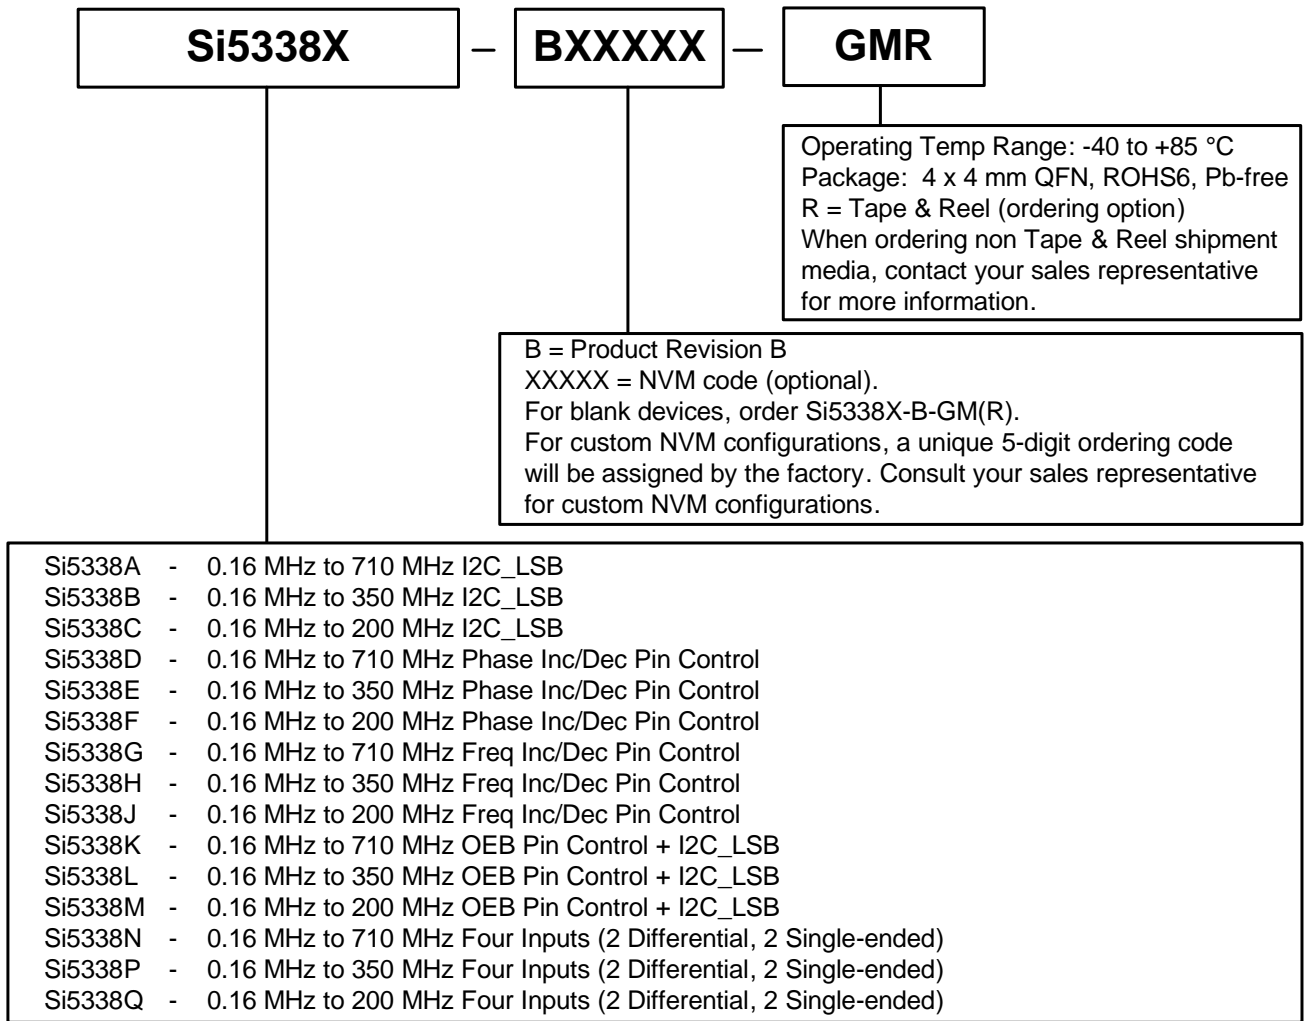 Si5338X – BXXXXX – GMR
Operating Temp Range: -40 to +85 °C
Package: 4 x 4 mm QFN, ROHS6, Pb-free
R = Tape & Reel (ordering option)
When ordering non Tape & Reel shipment
media, contact your sales representative
for more information.
B = Product Revision B
XXXXX = NVM code (optional).
For blank devices, order Si5338X-B-GM(R).
For custom NVM configurations, a unique 5-digit ordering code
will be assigned by the factory. Consult your sales representative
for custom NVM configurations.
Si5338A - 0.16 MHz to 710 MHz I2C_LSB
Si5338B - 0.16 MHz to 350 MHz I2C_LSB
Si5338C - 0.16 MHz to 200 MHz I2C_LSB
Si5338D - 0.16 MHz to 710 MHz Phase Inc/Dec Pin Control
Si5338E - 0.16 MHz to 350 MHz Phase Inc/Dec Pin Control
Si5338F - 0.16 MHz to 200 MHz Phase Inc/Dec Pin Control
Si5338G - 0.16 MHz to 710 MHz Freq Inc/Dec Pin Control
Si5338H - 0.16 MHz to 350 MHz Freq Inc/Dec Pin Control
Si5338J - 0.16 MHz to 200 MHz Freq Inc/Dec Pin Control
Si5338K - 0.16 MHz to 710 MHz OEB Pin Control + I2C_LSB
Si5338L - 0.16 MHz to 350 MHz OEB Pin Control + I2C_LSB
Si5338M - 0.16 MHz to 200 MHz OEB Pin Control + I2C_LSB
Si5338N - 0.16 MHz to 710 MHz Four Inputs (2 Differential, 2 Single-ended)
Si5338P - 0.16 MHz to 350 MHz Four Inputs (2 Differential, 2 Single-ended)
Si5338Q - 0.16 MHz to 200 MHz Four Inputs (2 Differential, 2 Single-ended)